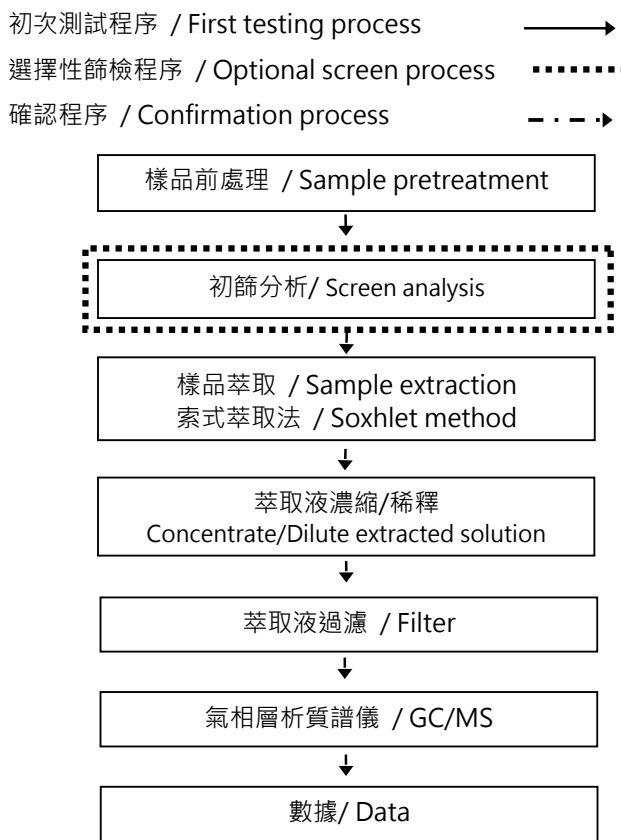 初次測試程序 / First testing process
選擇性篩檢程序 / Optional screen process
確認程序 / Confirmation process
樣品前處理 / Sample pretreatment
初篩分析/ Screen analysis
樣品萃取 / Sample extraction
索式萃取法 / Soxhlet method
萃取液濃縮/稀釋
Concentrate/Dilute extracted solution
萃取液過濾 / Filter
氣相層析質譜儀 / GC/MS
數據/ Data